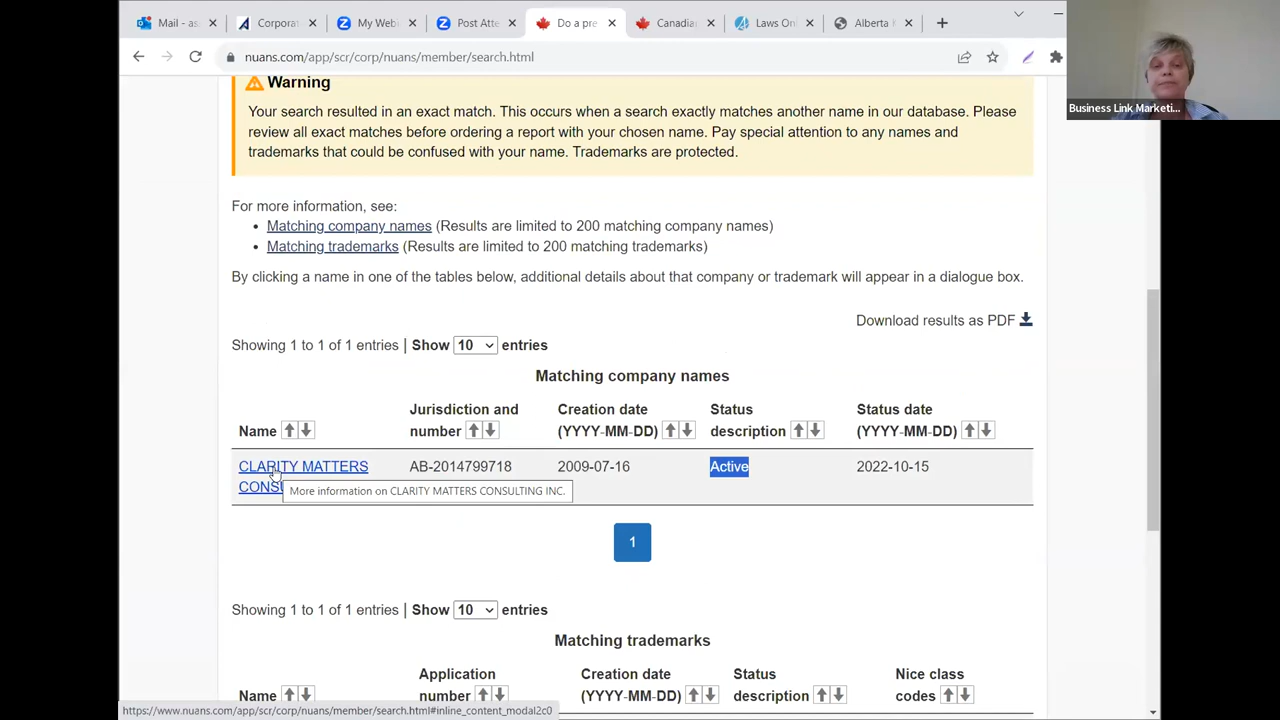 Mail - as
Corporat
My Webi
Post Atte
Do a pre
Canadia
Laws On
Alberta K
nuans.com/app/scr/corp/nuans/member/search.html
Business Link Marketi...
Warning
Your search resulted in an exact match. This occurs when a search exactly matches another name in our database. Please
review all exact matches before ordering a report with your chosen name. Pay special attention to any names and
trademarks that could be confused with your name. Trademarks are protected.
For more information, see:
• Matching company names (Results are limited to 200 matching company names)
• Matching trademarks (Results are limited to 200 matching trademarks)
By clicking a name in one of the tables below, additional details about that company or trademark will appear in a dialogue box.
Download results as PDF
Showing 1 to 1 of 1 entries | Show 10 entries
Matching company names
Name
Jurisdiction and
number
Creation date
(YYYY-MM-DD)
Status
description
Status date
(YYYY-MM-DD)
CLARITY MATTERS
CONSU
AB-2014799718
2009-07-16
Active
2022-10-15
More information on CLARITY MATTERS CONSULTING INC.
1
Showing 1 to 1 of 1 entries | Show 10 entries
Matching trademarks
Name
Application
number
Creation date
(YYYY-MM-DD)
Status
description
Nice class
codes
https://www.nuans.com/app/scr/corp/nuans/member/search.html#inline_content_modal2c0